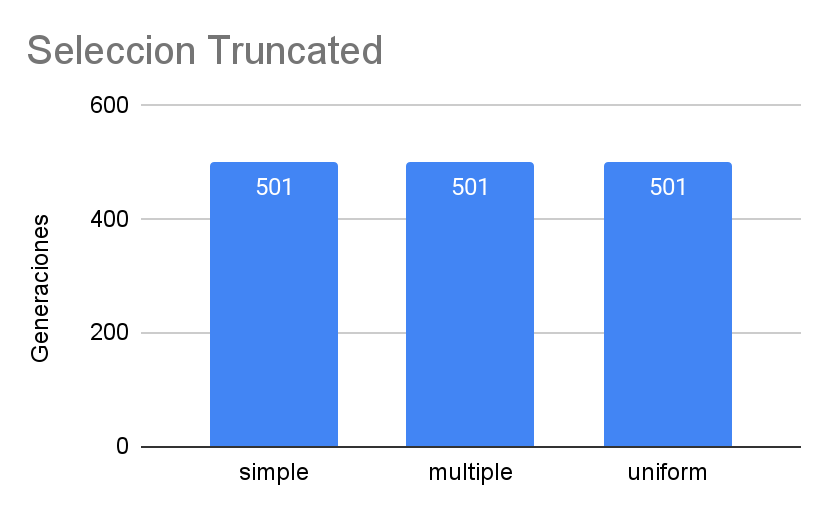 Seleccion Truncated
Generaciones
600
400
200
0
501
501
501
simple
multiple
uniform